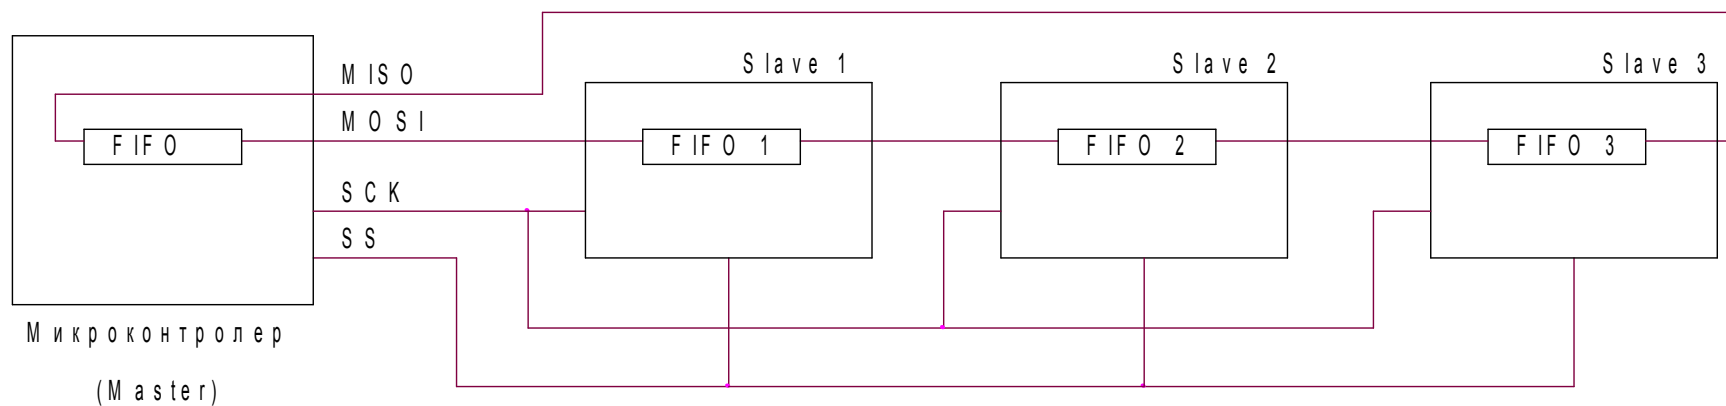 MISO
MOSI
SCK
SS
FIFO
Микроконтролер
(Master)
Slave 1
FIFO 1
Slave 2
FIFO 2
Slave 3
FIFO 3